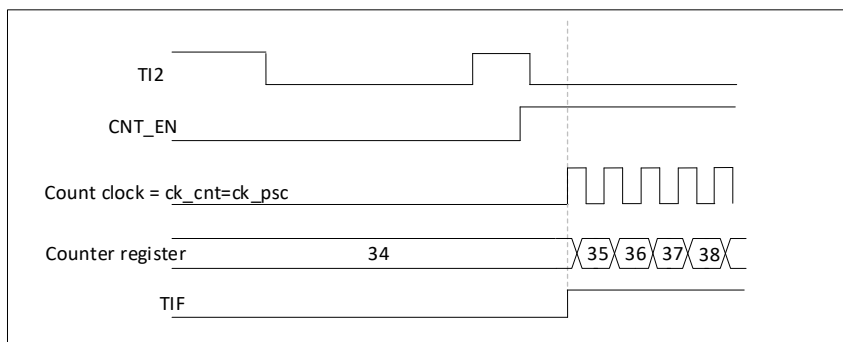 TI2
CNT_EN
Count clock = ck_cnt=ck_psc
Counter register 34 35 36 37 38
TIF